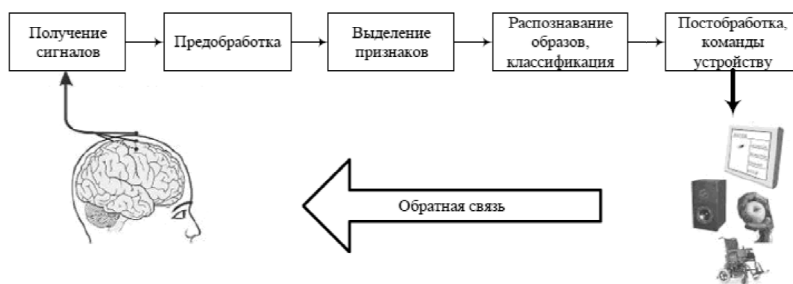 Получение
сигналов
Предобработка
Выделение
признаков
Распознавание
образов,
классификация
Постобработка,
команды
устройству
Обратная связь